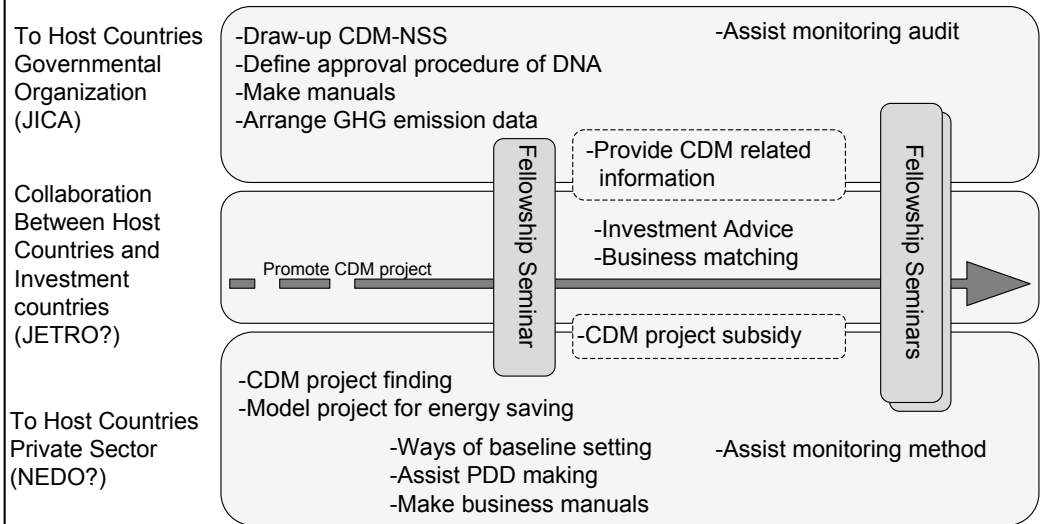 To Host Countries
Governmental
Organization
(JICA)
-Draw-up CDM-NSS
-Define approval procedure of DNA
-Make manuals
-Arrange GHG emission data
-Assist monitoring audit
-Provide CDM related
information
Fellowship Seminar
Fellowship Seminars
Collaboration
Between Host
Countries and
Investment
countries
(JETRO?)
Promote CDM project
-Investment Advice
-Business matching
-CDM project subsidy
To Host Countries
Private Sector
(NEDO?)
-CDM project finding
-Model project for energy saving
-Ways of baseline setting
-Assist PDD making
-Make business manuals
-Assist monitoring method